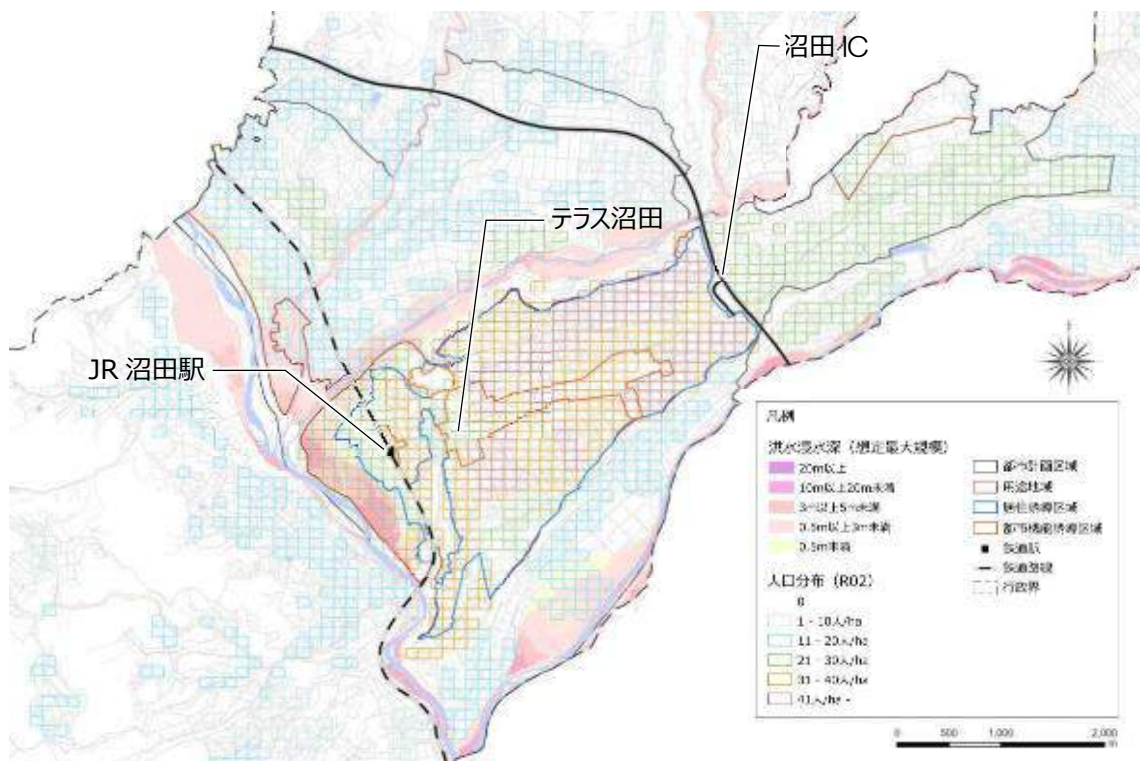 沼田 IC
テラス沼田
JR 沼田駅
凡例
洪水浸水深（想定最大規模）
20m以上
10m以上20m未満
3m以上5m未満
0.5m以上3m未満
0.5m未満
人口分布（R02）
0
1 - 10人/ha
11 - 20人/ha
21 - 30人/ha
31 - 40人/ha
41人/ha -
都市計画区域
用途地域
居住誘導区域
都市機能誘導区域
鉄道駅
鉄道路線
行政界
0 500 1,000 2,000
m